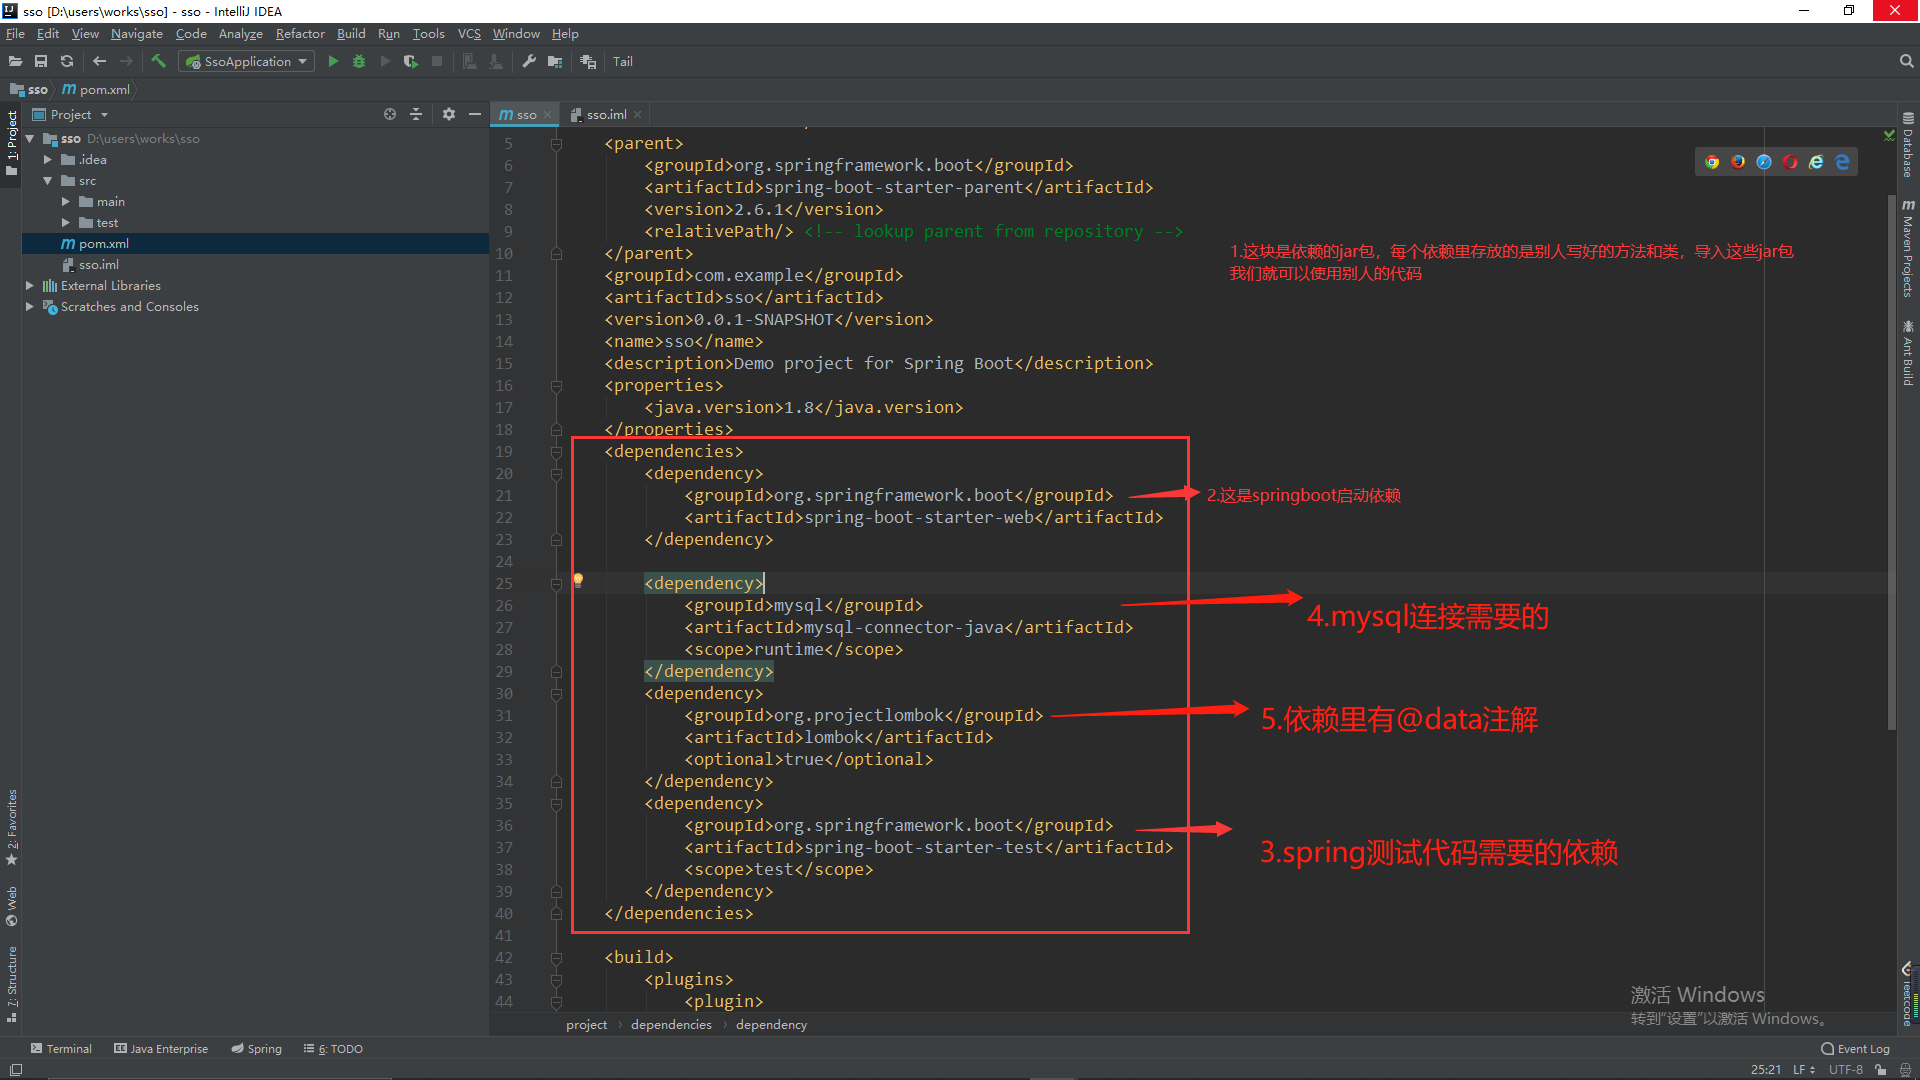 sso [D:\users\works\sso] - sso - IntelliJ IDEA
File Edit View Navigate Code Analyze Refactor Build Run Tools VCS Window Help
SsoApplication Tail
sso pom.xml
1: Project
Project
sso D:\users\works\sso
.idea
src
main
test
pom.xml
sso.iml
External Libraries
Scratches and Consoles
2: Favorites
Web
7: Structure
sso sso.iml
5 <parent>
6 <groupId>org.springframework.boot</groupId>
7 <artifactId>spring-boot-starter-parent</artifactId>
8 <version>2.6.1</version>
9 <relativePath/> <!-- lookup parent from repository -->
10 </parent>
11 <groupId>com.example</groupId>
12 <artifactId>sso</artifactId>
13 <version>0.0.1-SNAPSHOT</version>
14 <name>sso</name>
15 <description>Demo project for Spring Boot</description>
16 <properties>
17 <java.version>1.8</java.version>
18 </properties>
19 <dependencies>
20 <dependency>
21 <groupId>org.springframework.boot</groupId>
22 <artifactId>spring-boot-starter-web</artifactId>
23 </dependency>
24
25 <dependency>
26 <groupId>mysql</groupId>
27 <artifactId>mysql-connector-java</artifactId>
28 <scope>runtime</scope>
29 </dependency>
30 <dependency>
31 <groupId>org.projectlombok</groupId>
32 <artifactId>lombok</artifactId>
33 <optional>true</optional>
34 </dependency>
35 <dependency>
36 <groupId>org.springframework.boot</groupId>
37 <artifactId>spring-boot-starter-test</artifactId>
38 <scope>test</scope>
39 </dependency>
40 </dependencies>
41
42 <build>
43 <plugins>
44 <plugin>
1.这块是依赖的jar包，每个依赖里存放的是别人写好的方法和类，导入这些jar包
我们就可以使用别人的代码
2.这是springboot启动依赖
4.mysql连接需要的
5.依赖里有@data注解
3.spring测试代码需要的依赖
Database
Maven Projects
Ant Build
leetcode
激活 Windows
转到“设置”以激活 Windows。
project dependencies dependency
Terminal Java Enterprise Spring 6: TODO Event Log
25:21 LF UTF-8